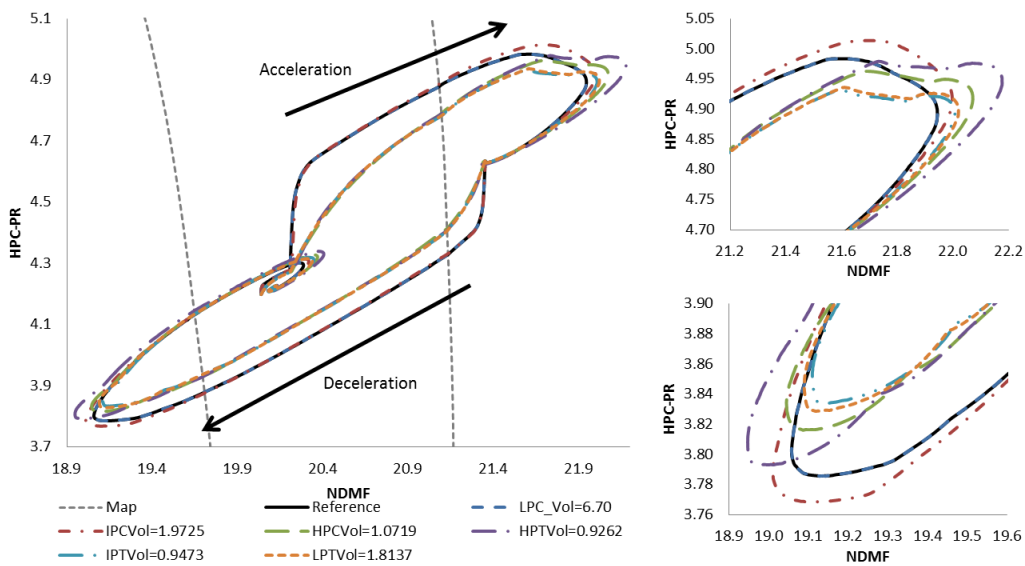 5.1
4.9
4.7
4.5
4.3
4.1
3.9
3.7
HPC-PR
Acceleration
Deceleration
18.9 19.4 19.9 20.4 20.9 21.4 21.9
NDMF
Map Reference LPC_Vol=6.70
IPCVol=1.9725 HPCVol=1.0719 HPTVol=0.9262
IPTVol=0.9473 LPTVol=1.8137
5.05
5.00
4.95
4.90
4.85
4.80
4.75
4.70
HPC-PR
21.2 21.4 21.6 21.8 22.0 22.2
NDMF
3.90
3.88
3.86
3.84
3.82
3.80
3.78
3.76
HPC-PR
18.9 19.0 19.1 19.2 19.3 19.4 19.5 19.6
NDMF